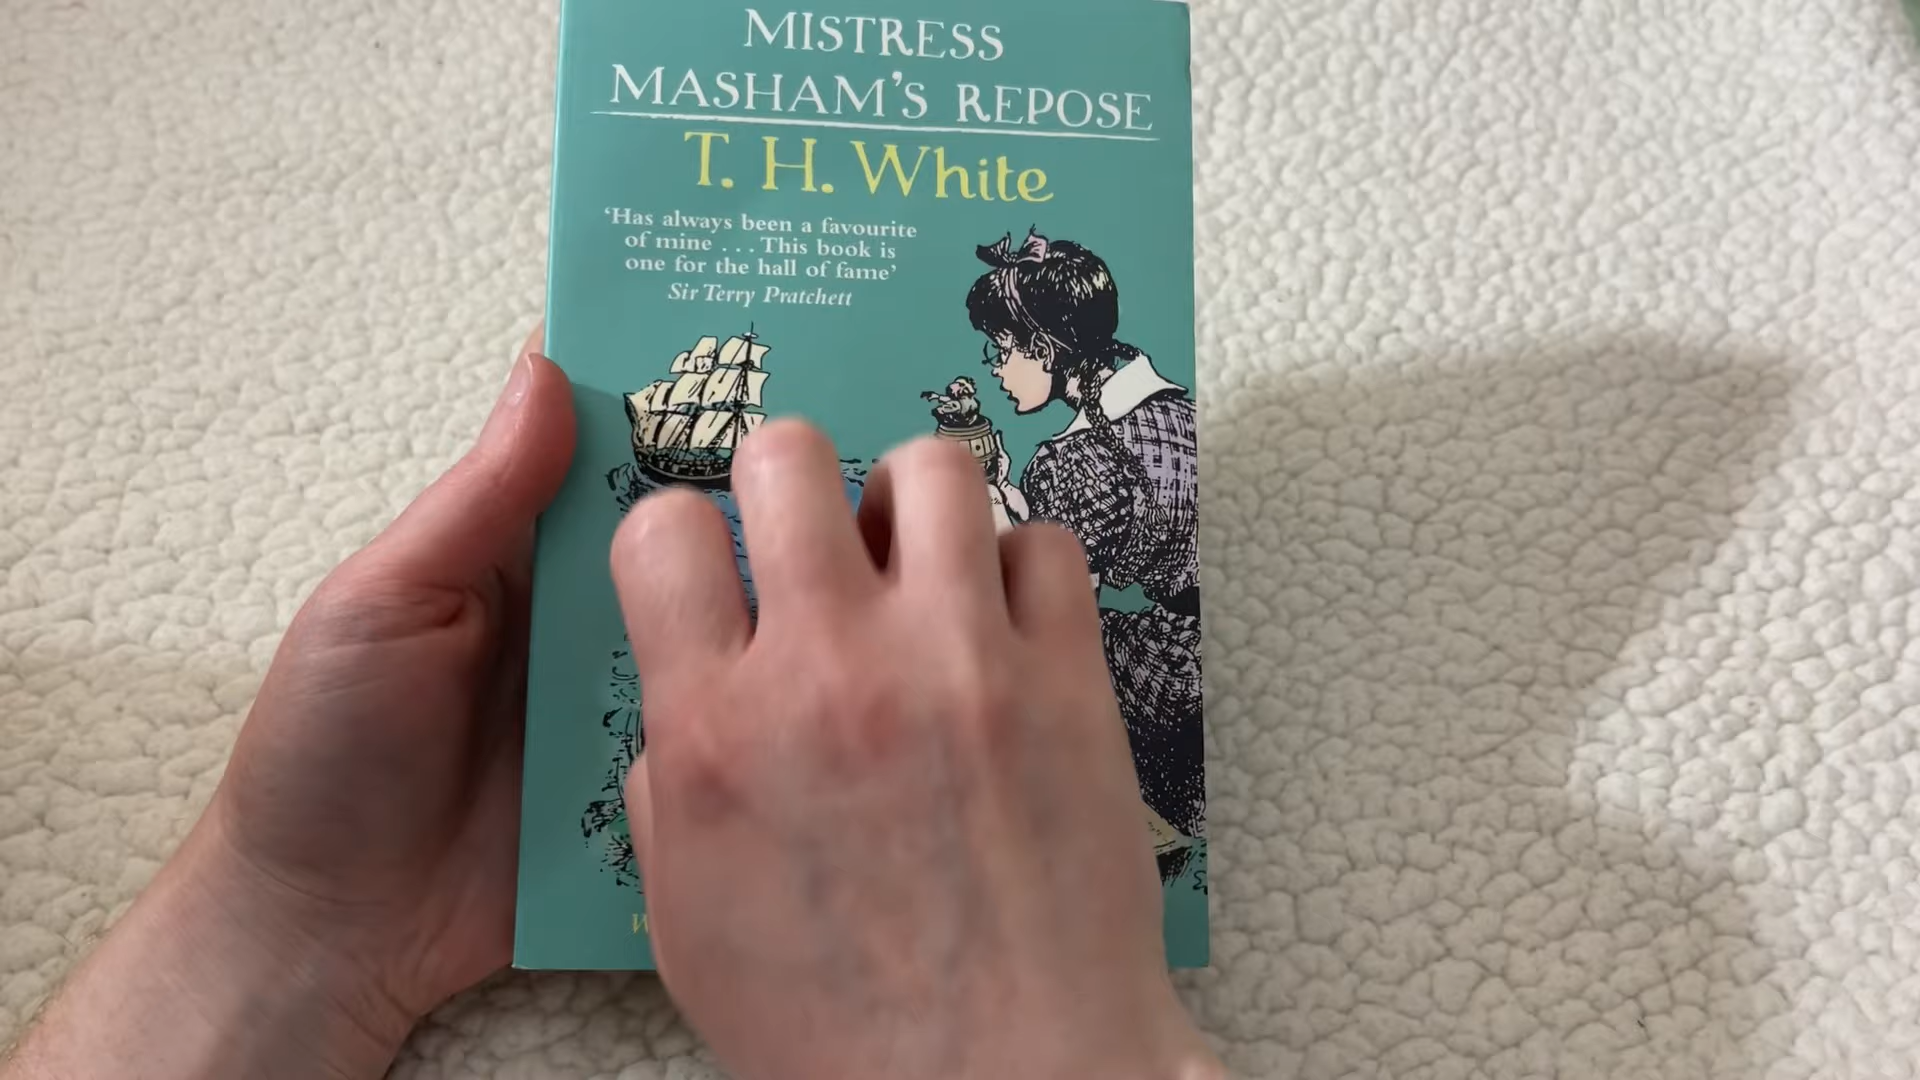 MISTRESS
MASHAM'S REPOSE
T. H. White
‘Has always been a favourite
of mine . . . This book is
one for the hall of fame’
Sir Terry Pratchett